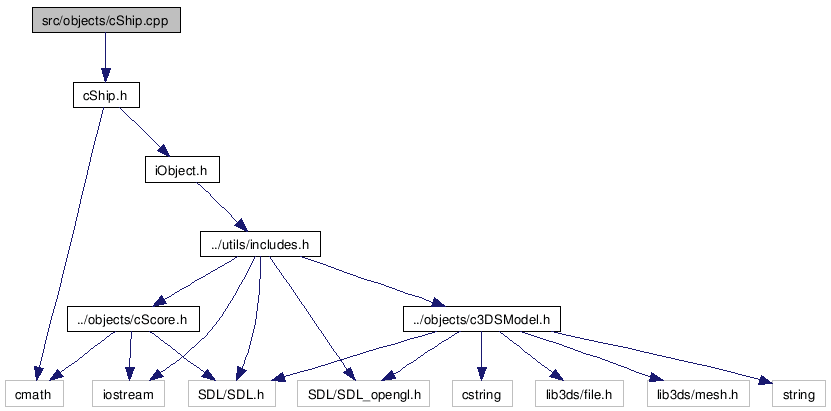 src/objects/cShip.cpp
cShip.h
iObject.h
../utils/includes.h
../objects/cScore.h
../objects/c3DSModel.h
cmath
iostream
SDL/SDL.h
SDL/SDL_opengl.h
cstring
lib3ds/file.h
lib3ds/mesh.h
string